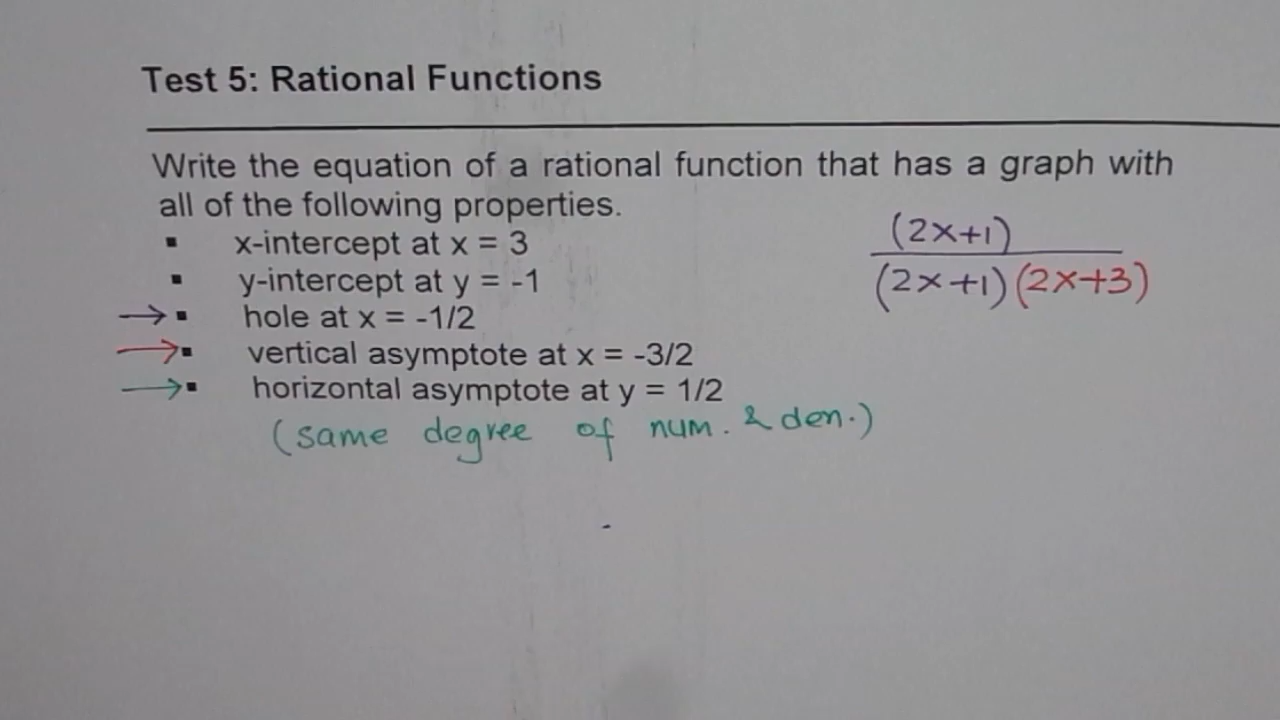 Test 5: Rational Functions
Write the equation of a rational function that has a graph with
all of the following properties.
▪ x-intercept at x = 3
▪ y-intercept at y = -1
→▪ hole at x = -1/2
→▪ vertical asymptote at x = -3/2
→▪ horizontal asymptote at y = 1/2
(same degree of num. & den.)
(2x+1)
(2x+1)(2x+3)